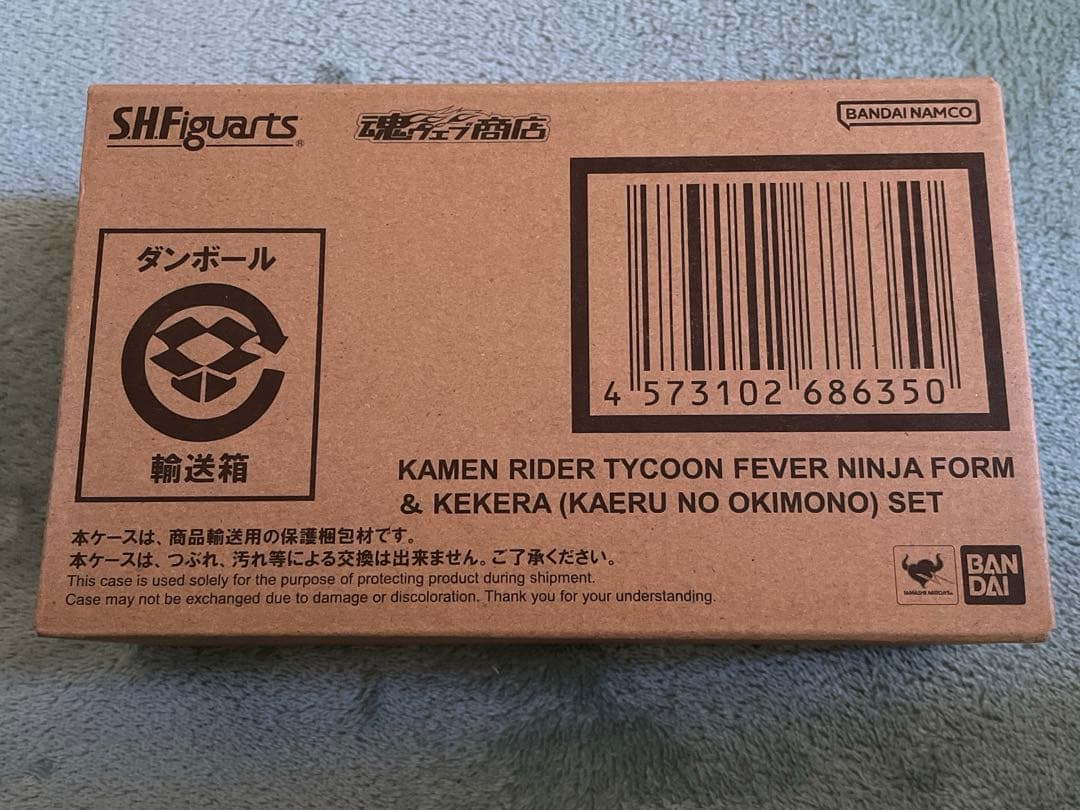 S.H.Figuarts®
魂ウェブ商店
BANDAI NAMCO
ダンボール
輸送箱
4 573102 686350
KAMEN RIDER TYCOON FEVER NINJA FORM
& KEKERA (KAERU NO OKIMONO) SET
本ケースは、商品輸送用の保護梱包材です。
本ケースは、つぶれ、汚れ等による交換は出来ません。ご了承ください。
This case is used solely for the purpose of protecting product during shipment.
Case may not be exchanged due to damage or discoloration. Thank you for your understanding.
TAMASHII NATIONS
BAN
DAI